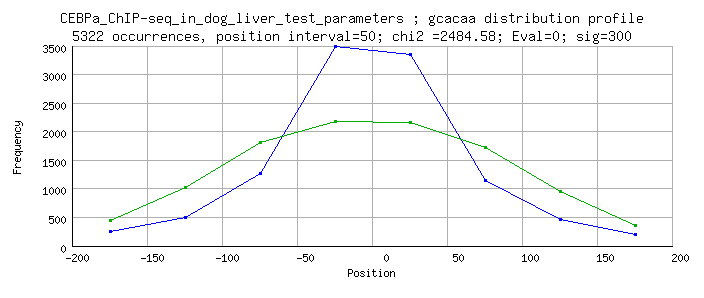 CEBPa_ChIP-seq_in_dog_liver_test_parameters ; gcacaa distribution profile
5322 occurrences, position interval=50; chi2 =2484.58; Eval=0; sig=300
3500
3000
2500
2000
1500
1000
500
0
Frequency
-200 -150 -100 -50 0 50 100 150 200
Position